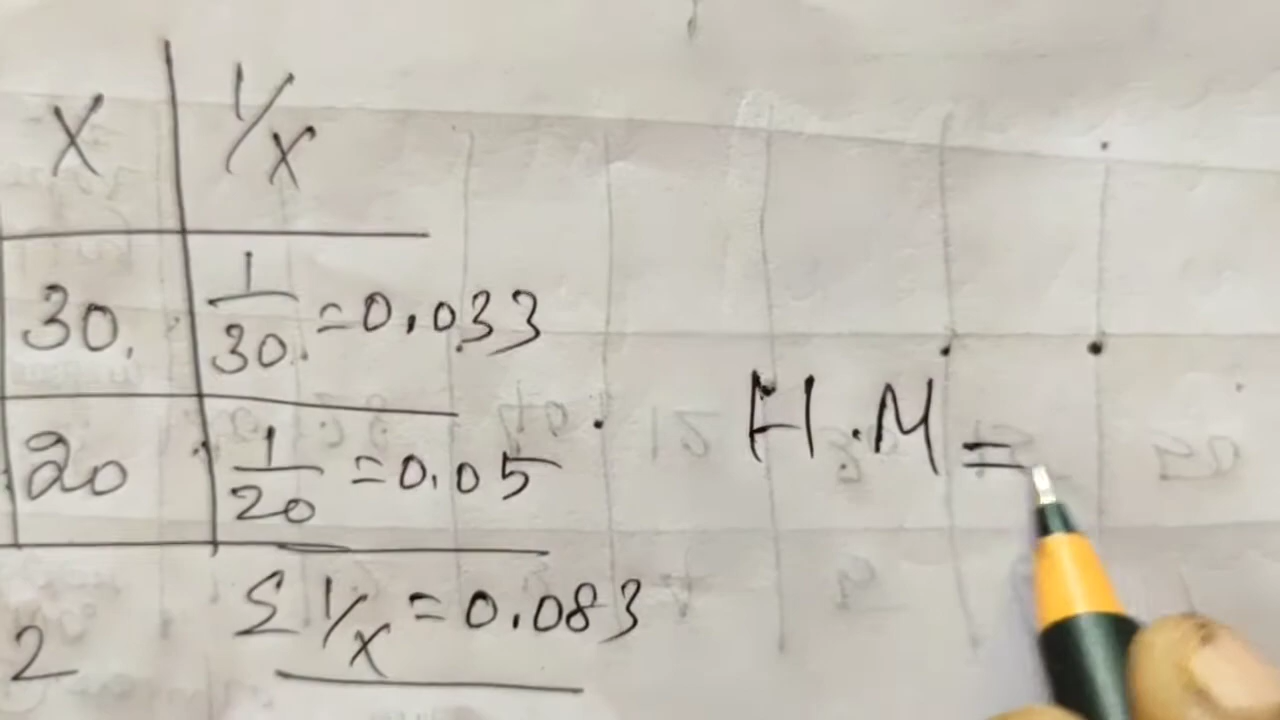 X 1/X
30. 1/30. = 0.033
20 1/20 = 0.05
Σ 1/X = 0.083
2
H.M =